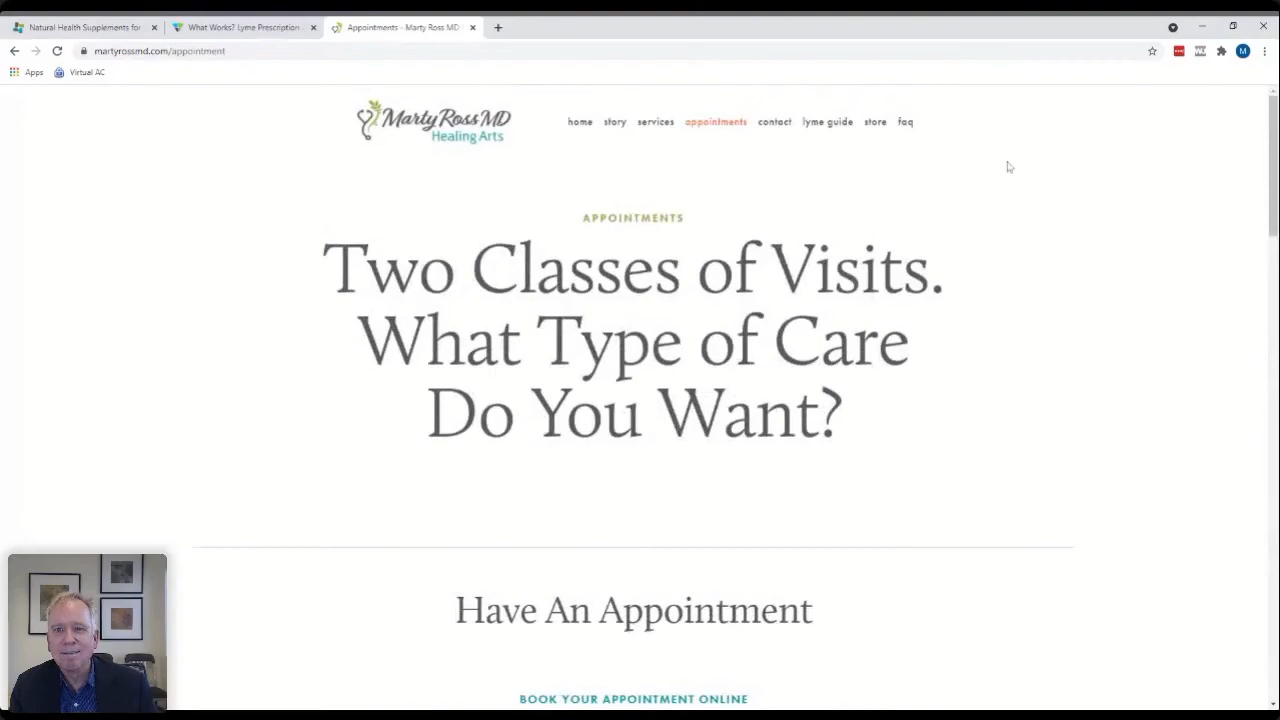 Natural Health Supplements for
What Works? Lyme Prescription
Appointments - Marty Ross MD
martyrossmd.com/appointment
M
Apps
Virtual AC
Marty Ross MD
Healing Arts
home story services appointments contact lyme guide store faq
APPOINTMENTS
Two Classes of Visits.
What Type of Care
Do You Want?
Have An Appointment
BOOK YOUR APPOINTMENT ONLINE